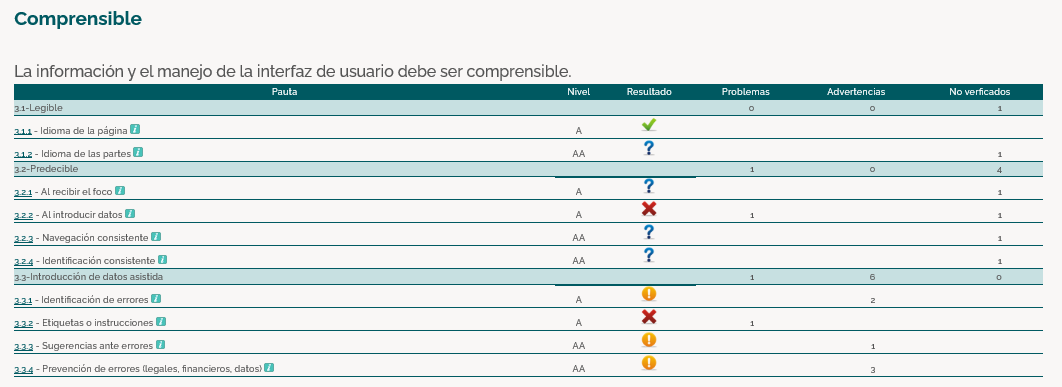 Comprensible
La información y el manejo de la interfaz de usuario debe ser comprensible.
Pauta Nivel Resultado Problemas Advertencias No verficados
3.1-Legible 0 0 1
3.1.1 - Idioma de la página i A
3.1.2 - Idioma de las partes i AA ? 1
3.2-Predecible 1 0 4
3.2.1 - Al recibir el foco i A ? 1
3.2.2 - Al introducir datos i A 1 1
3.2.3 - Navegación consistente i AA ? 1
3.2.4 - Identificación consistente i AA ? 1
3.3-Introducción de datos asistida 1 6 0
3.3.1 - Identificación de errores i A ! 2
3.3.2 - Etiquetas o instrucciones i A 1
3.3.3 - Sugerencias ante errores i AA ! 1
3.3.4 - Prevención de errores (legales, financieros, datos) i AA ! 3